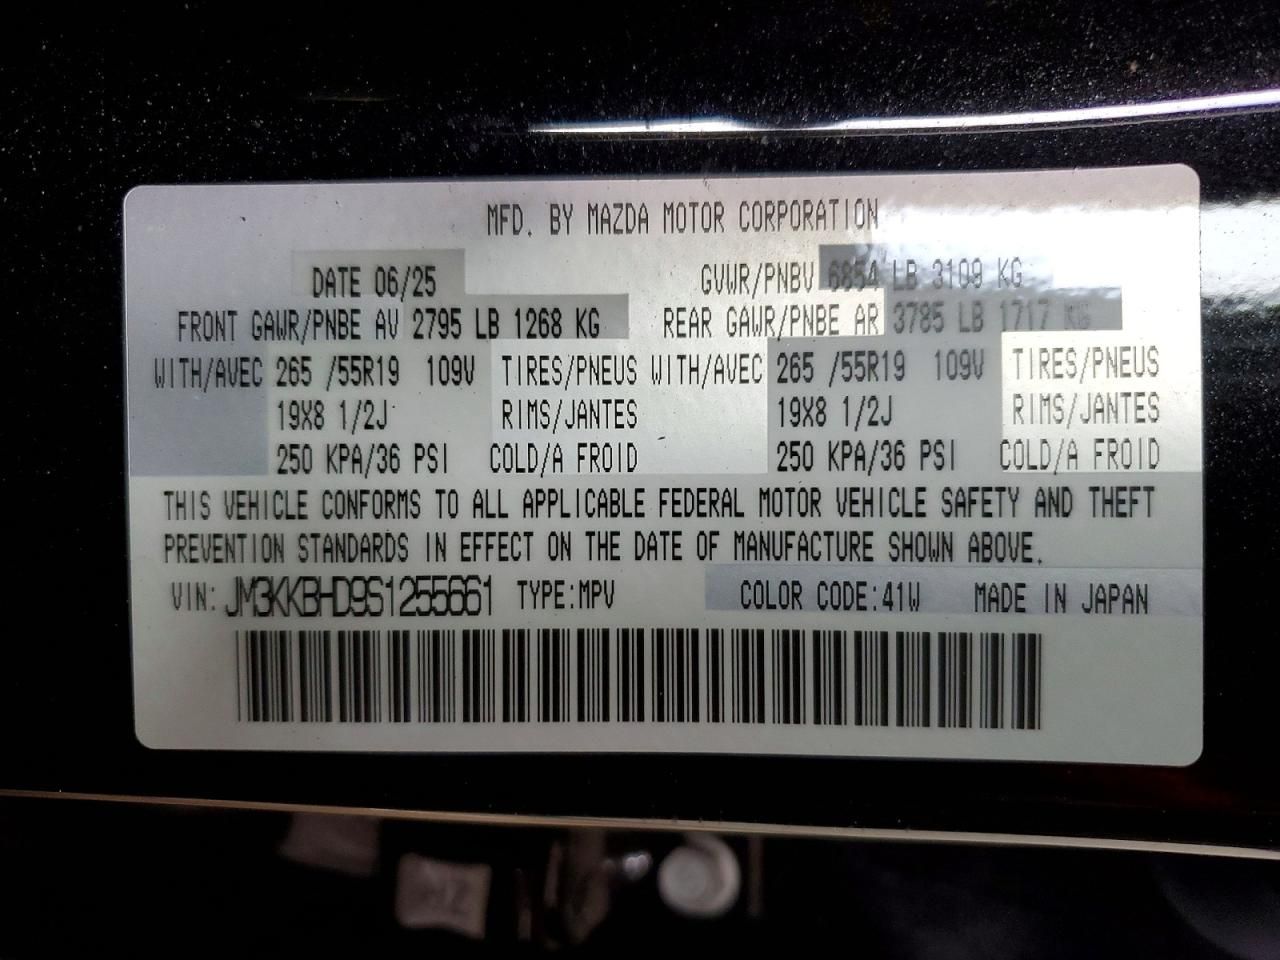 MFD. BY MAZDA MOTOR CORPORATION
DATE 06/25 GVWR/PNBV 6854 LB 3109 KG
FRONT GAWR/PNBE AV 2795 LB 1268 KG REAR GAWR/PNBE AR 3785 LB 1717 KG
WITH/AVEC 265 /55R19 109V TIRES/PNEUS WITH/AVEC 265 /55R19 109V TIRES/PNEUS
19X8 1/2J RIMS/JANTES 19X8 1/2J RIMS/JANTES
250 KPA/36 PSI COLD/A FROID 250 KPA/36 PSI COLD/A FROID
THIS VEHICLE CONFORMS TO ALL APPLICABLE FEDERAL MOTOR VEHICLE SAFETY AND THEFT
PREVENTION STANDARDS IN EFFECT ON THE DATE OF MANUFACTURE SHOWN ABOVE.
VIN: JM3KKBHD9S1255661 TYPE:MPV COLOR CODE:41W MADE IN JAPAN